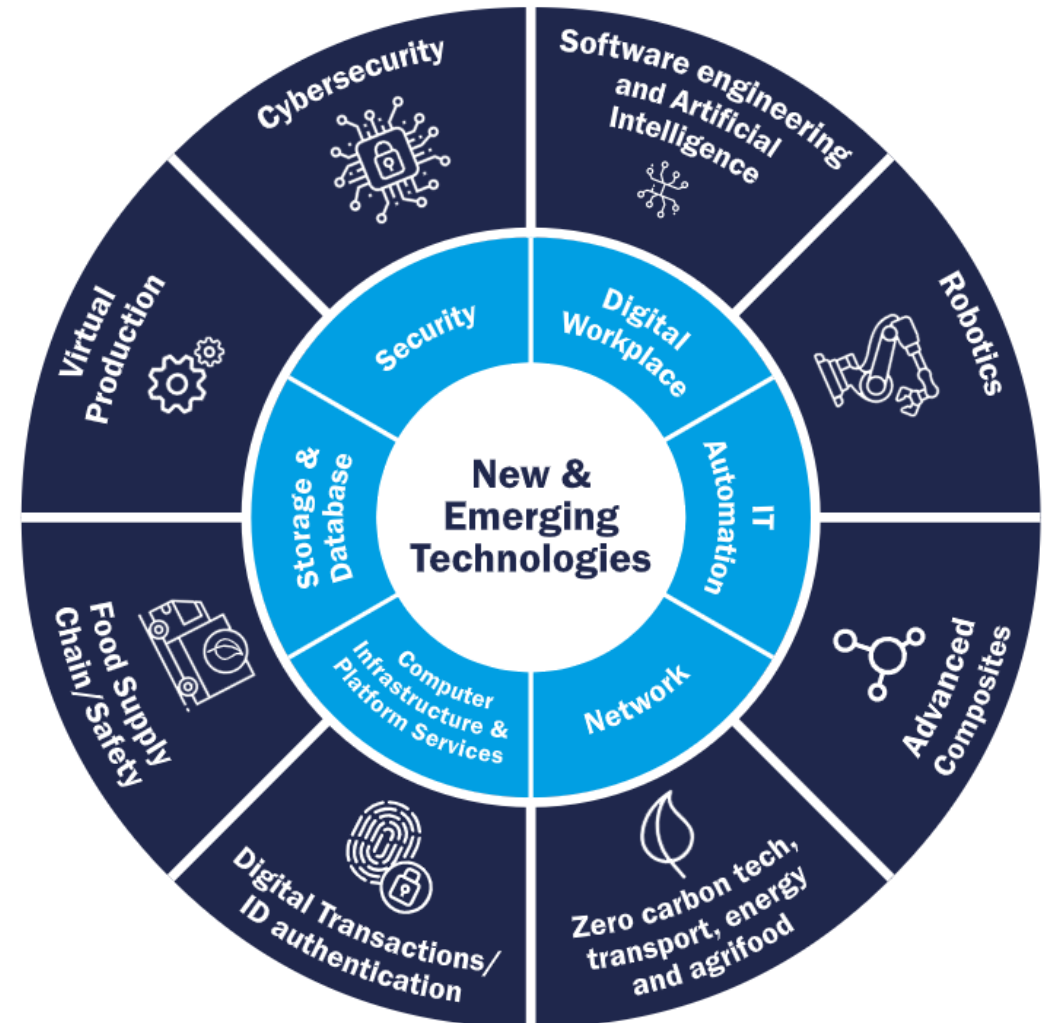 New &
Emerging
Technologies
Digital
Workplace
IT
Automation
Network
Computer
Infrastructure &
Platform Services
Storage &
Database
Security
Software engineering
and Artificial
Intelligence
Robotics
Advanced
Composites
Zero carbon tech,
transport, energy
and agrifood
Digital Transactions/
ID authentication
Food Supply
Chain/Safety
Virtual
Production
Cybersecurity